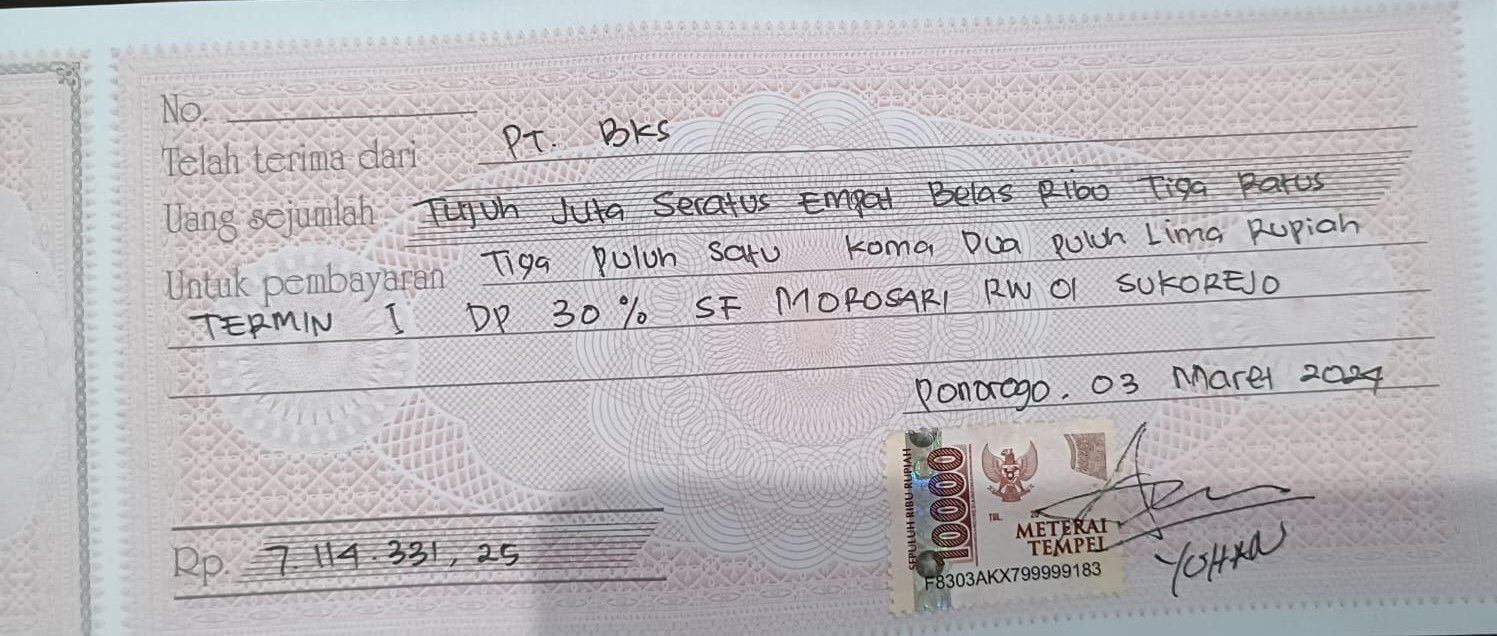 No.
Telah terima dari PT. BKS
Uang sejumlah Tujuh Juta Seratus Empat Belas Ribu Tiga Ratus
Tiga Puluh Satu Koma Dua Puluh Lima Rupiah
Untuk pembayaran
TERMIN I DP 30% SF MOROSARI RW 01 SUKOREJO
Ponorogo. 03 Maret 2024
SEPULUH RIBU RUPIAH
10000
TGL. 20
METERAI
TEMPEL
F8303AKX799999183
Rp. 7 114.331, 25
YOHAN